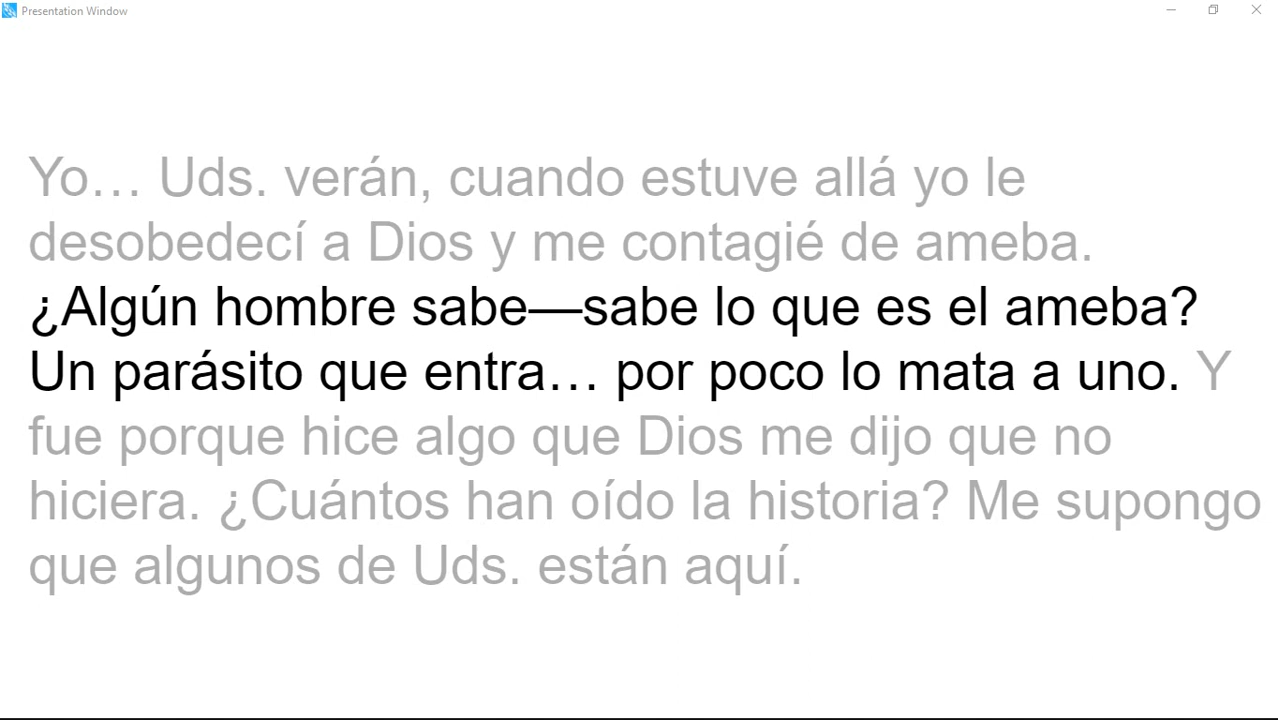 Presentation Window
Yo… Uds. verán, cuando estuve allá yo le
desobedecí a Dios y me contagié de ameba.
¿Algún hombre sabe—sabe lo que es el ameba?
Un parásito que entra… por poco lo mata a uno. Y
fue porque hice algo que Dios me dijo que no
hiciera. ¿Cuántos han oído la historia? Me supongo
que algunos de Uds. están aquí.